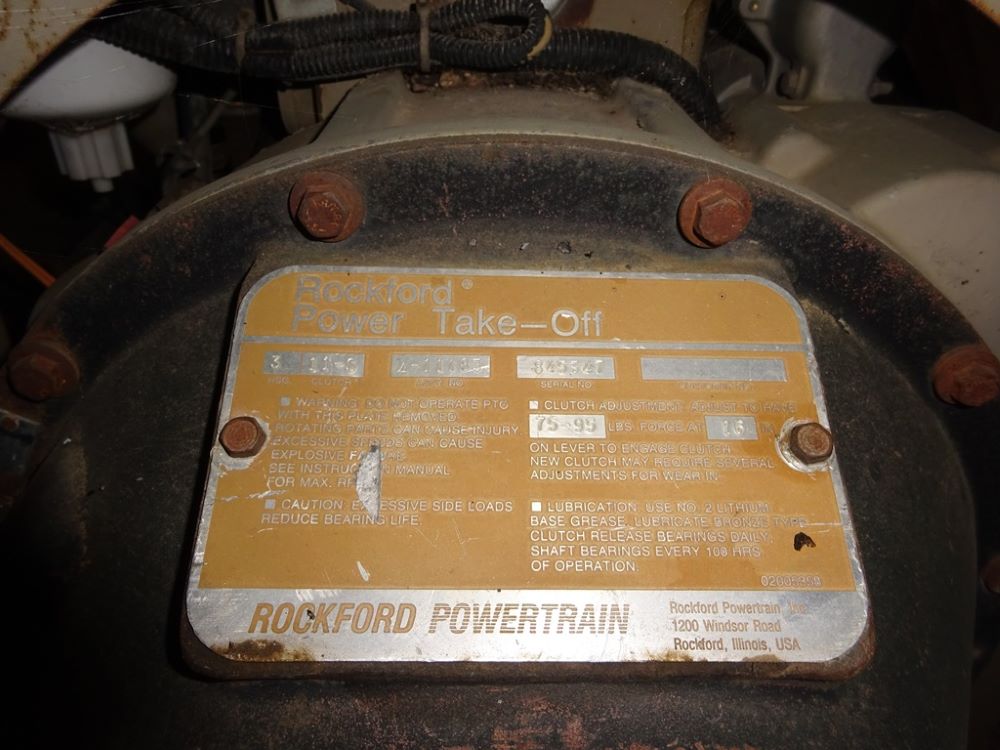 Rockford®
Power Take-Off
HSG. CLUTCH SERIAL NO.
■ WARNING: DO NOT OPERATE PTO
WITH THIS PLATE REMOVED.
ROTATING PARTS CAN CAUSE INJURY
EXCESSIVE SPEEDS CAN CAUSE
EXPLOSIVE
SEE MANUAL
FOR MAX.
■ CAUTION: EXCESSIVE SIDE LOADS
REDUCE BEARING LIFE.
■ CLUTCH ADJUSTMENT: ADJUST TO HAVE
75-95 LBS. FORCE AT 16
ON LEVER TO ENGAGE CLUTCH
NEW CLUTCH MAY REQUIRE SEVERAL
ADJUSTMENTS FOR WEAR IN.
■ LUBRICATION: USE NO. 2 LITHIUM
BASE GREASE. LUBRICATE BRONZE TYPE
CLUTCH RELEASE BEARINGS DAILY,
SHAFT BEARINGS EVERY 100 HRS
OF OPERATION.
ROCKFORD POWERTRAIN
Rockford Powertrain, Inc.
1200 Windsor Road
Rockford, Illinois, USA